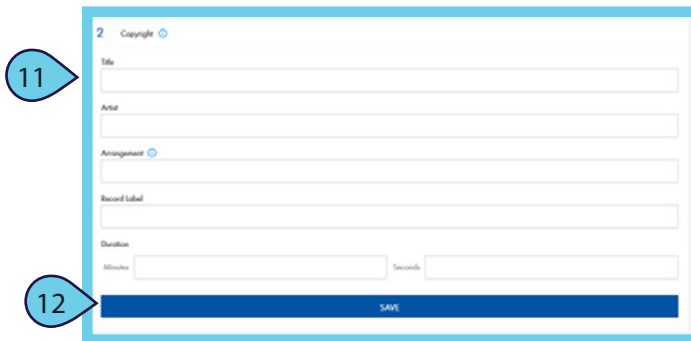 2 Copyright
11
Title
Artist
Arrangement
Record Label
Duration
Minutes Seconds
12
SAVE